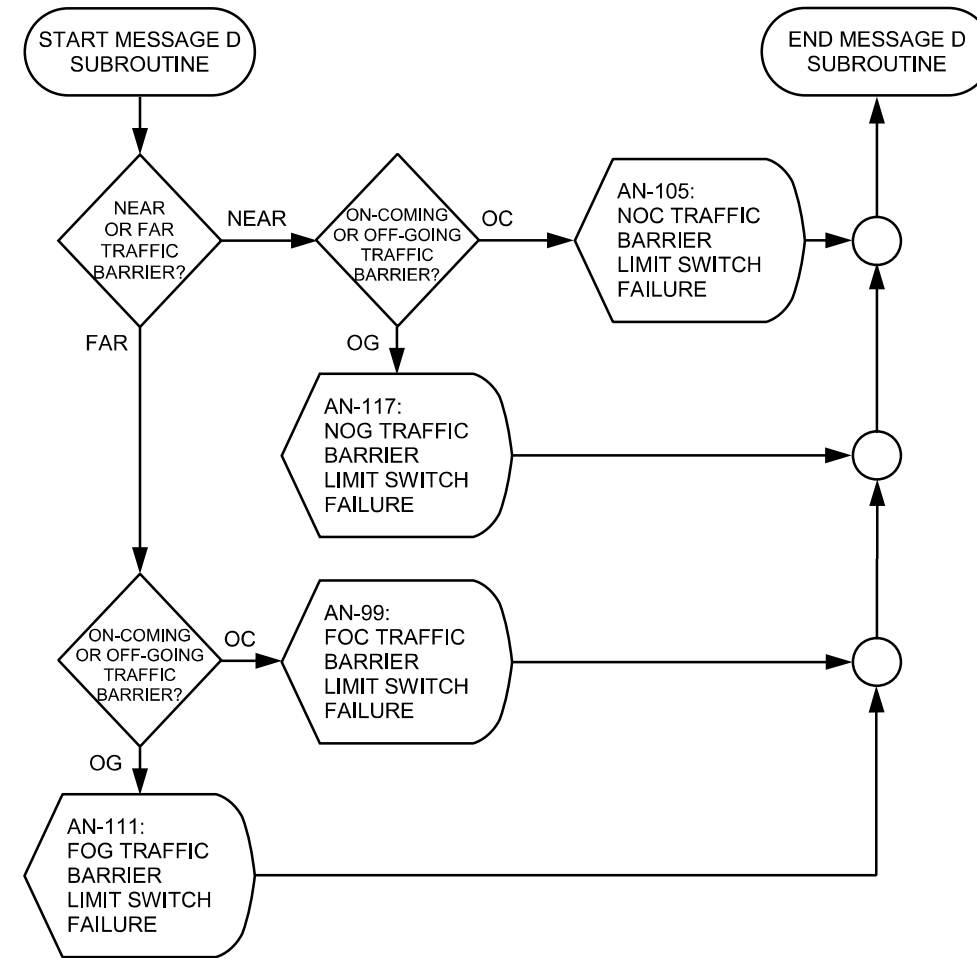 START MESSAGE D
SUBROUTINE
END MESSAGE D
SUBROUTINE
NEAR
OR FAR
TRAFFIC
BARRIER?
NEAR
ON-COMING
OR OFF-GOING
TRAFFIC
BARRIER?
OC
AN-105:
NOC TRAFFIC
BARRIER
LIMIT SWITCH
FAILURE
FAR
OG
AN-117:
NOG TRAFFIC
BARRIER
LIMIT SWITCH
FAILURE
ON-COMING
OR OFF-GOING
TRAFFIC
BARRIER?
OC
AN-99:
FOC TRAFFIC
BARRIER
LIMIT SWITCH
FAILURE
OG
AN-111:
FOG TRAFFIC
BARRIER
LIMIT SWITCH
FAILURE